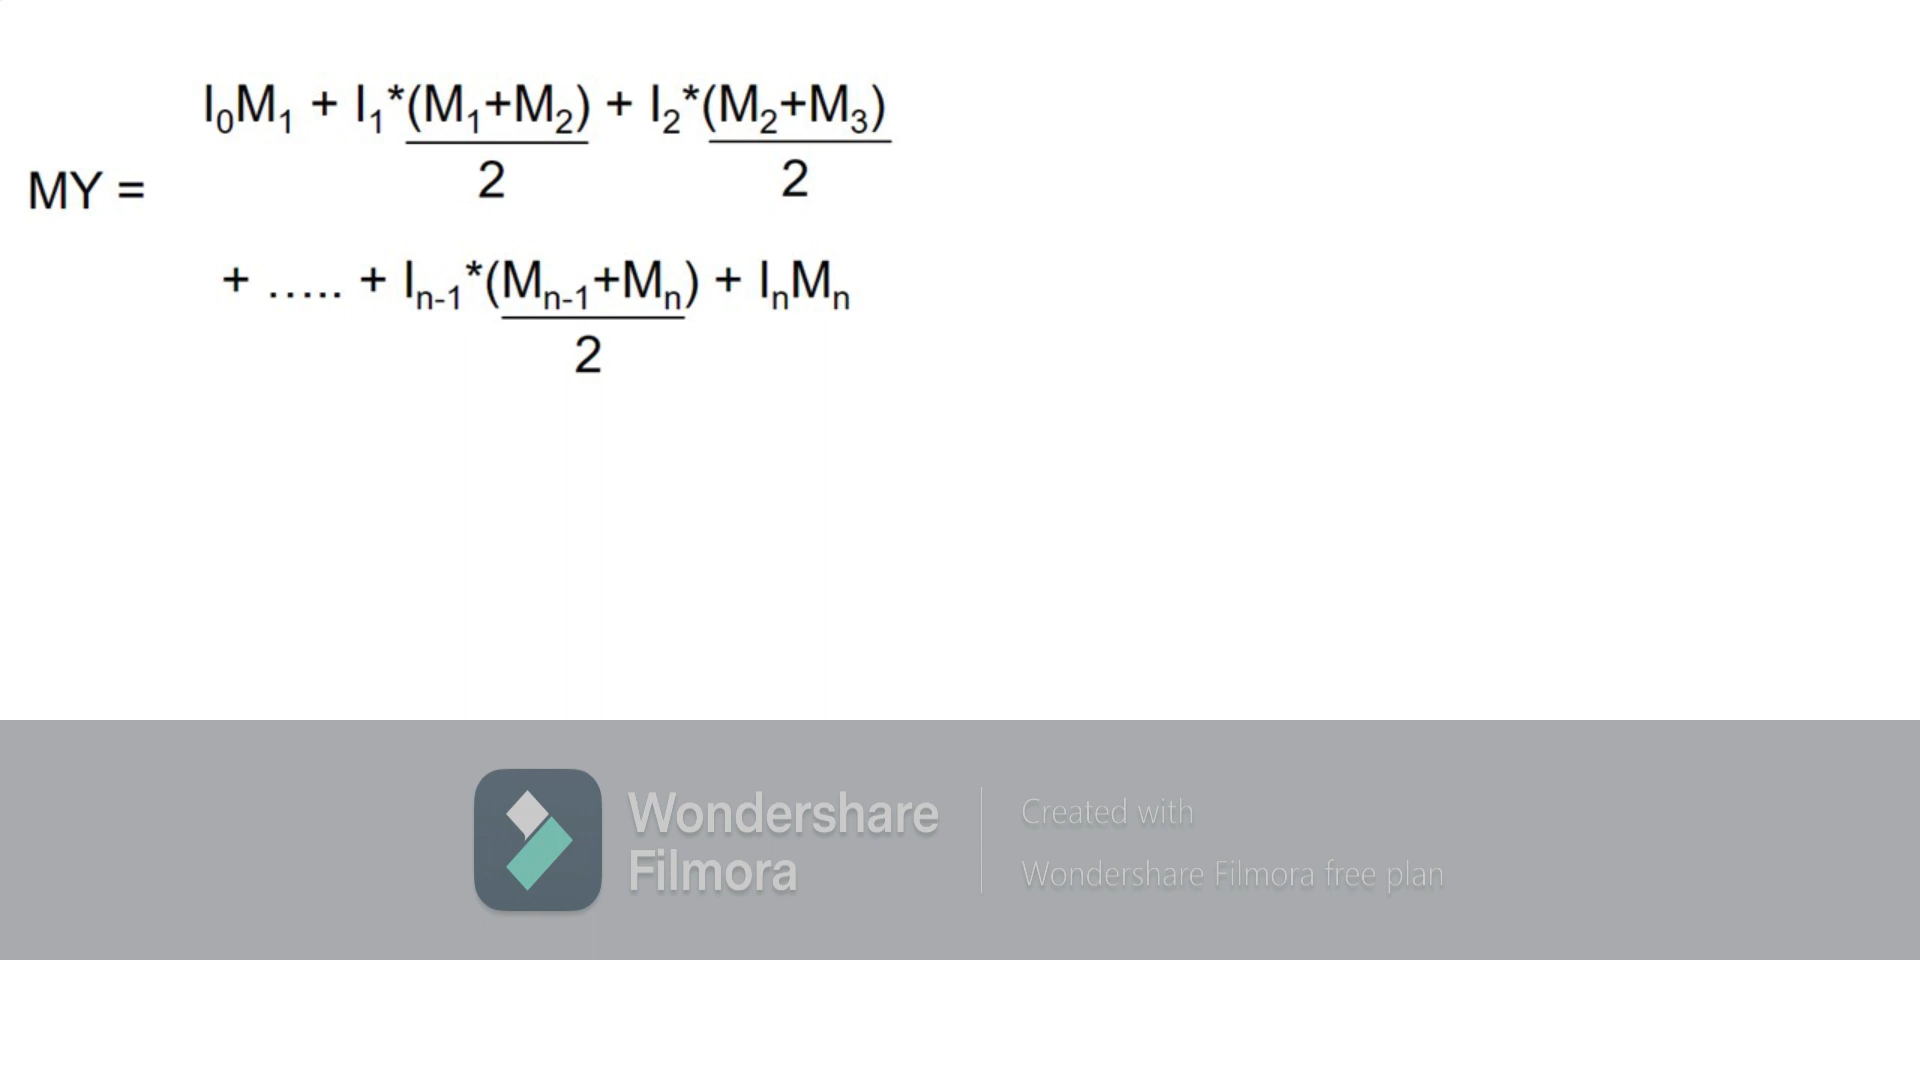 I₀M₁ + I₁*(M₁+M₂) + I₂*(M₂+M₃)
2 2
MY =
+ ..... + Iₙ₋₁*(Mₙ₋₁+Mₙ) + IₙMₙ
2
Wondershare
Filmora
Created with
Wondershare Filmora free plan